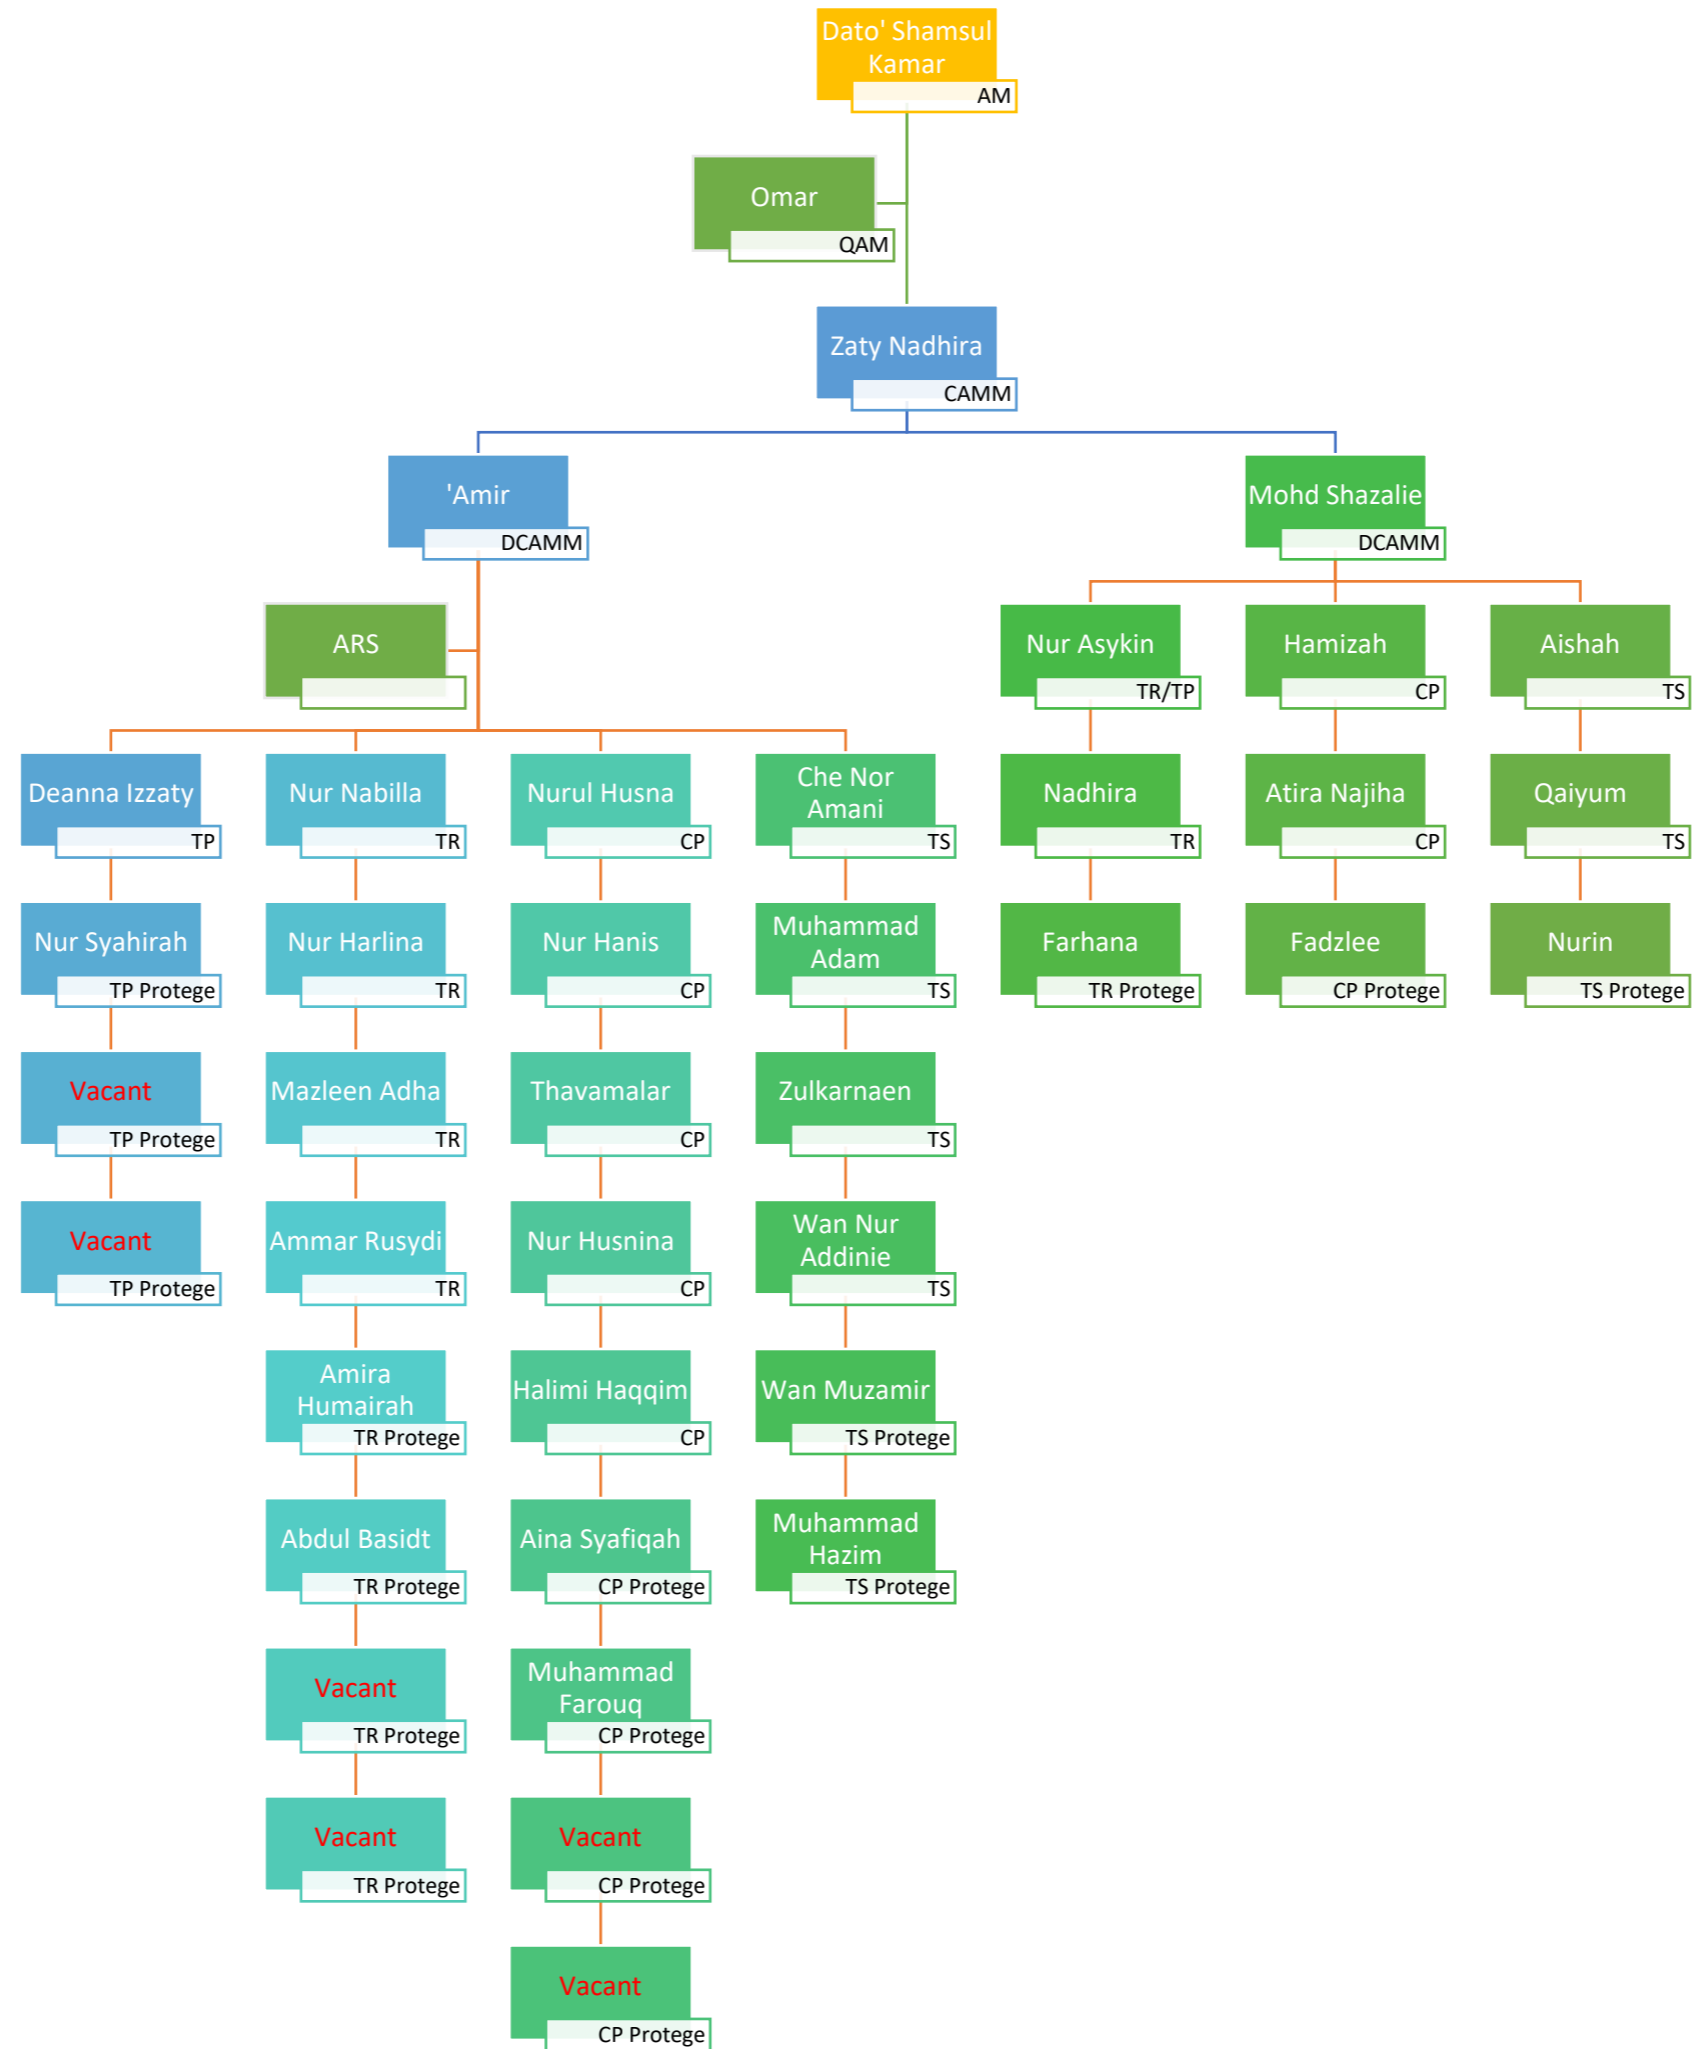 Dato' Shamsul
Kamar
AM
Omar
QAM
Zaty Nadhira
CAMM
'Amir
DCAMM
Mohd Shazalie
DCAMM
ARS
Nur Asykin
TR/TP
Hamizah
CP
Aishah
TS
Deanna Izzaty
TP
Nur Nabilla
TR
Nurul Husna
CP
Che Nor
Amani
TS
Nadhira
TR
Atira Najiha
CP
Qaiyum
TS
Nur Syahirah
TP Protege
Nur Harlina
TR
Nur Hanis
CP
Muhammad
Adam
TS
Farhana
TR Protege
Fadzlee
CP Protege
Nurin
TS Protege
Vacant
TP Protege
Mazleen Adha
TR
Thavamalar
CP
Zulkarnaen
TS
Vacant
TP Protege
Ammar Rusydi
TR
Nur Husnina
CP
Wan Nur
Addinie
TS
Amira
Humairah
TR Protege
Halimi Haqqim
CP
Wan Muzamir
TS Protege
Abdul Basidt
TR Protege
Aina Syafiqah
CP Protege
Muhammad
Hazim
TS Protege
Vacant
TR Protege
Muhammad
Farouq
CP Protege
Vacant
TR Protege
Vacant
CP Protege
Vacant
CP Protege